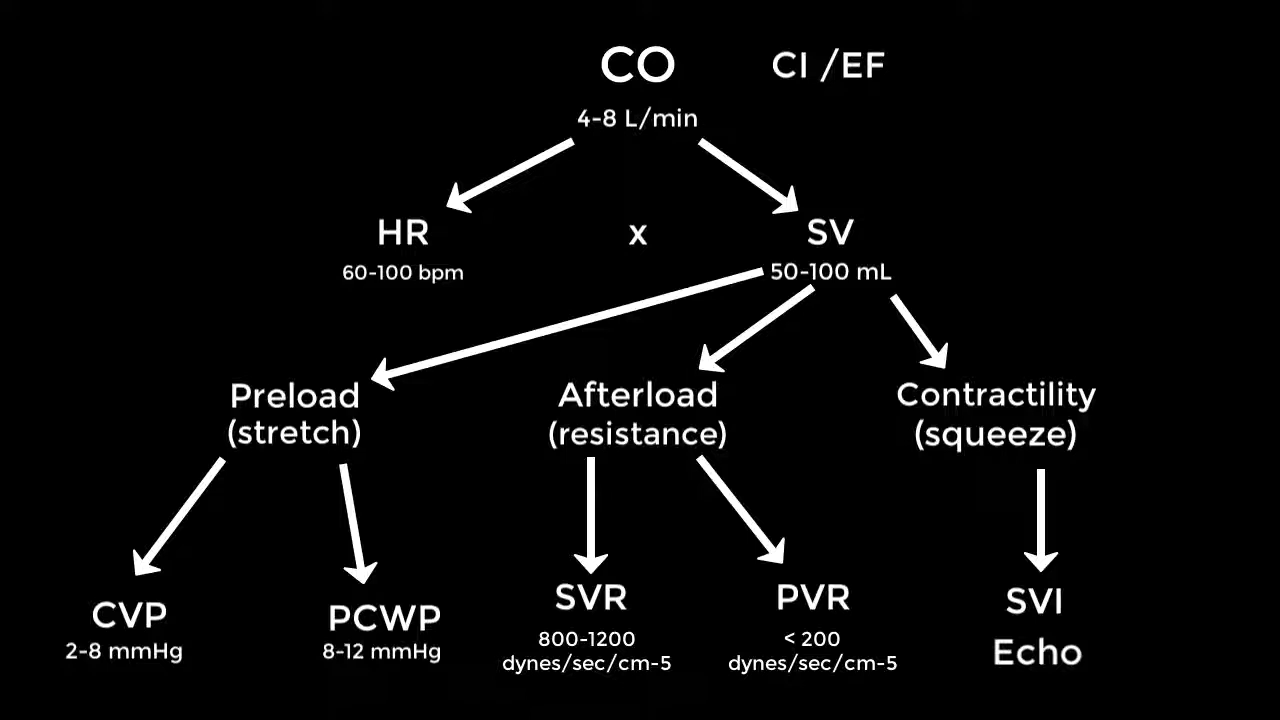 CO
CI /EF
4-8 L/min
HR
x
SV
60-100 bpm
50-100 mL
Preload
(stretch)
Afterload
(resistance)
Contractility
(squeeze)
CVP
2-8 mmHg
PCWP
8-12 mmHg
SVR
800-1200
dynes/sec/cm-5
PVR
< 200
dynes/sec/cm-5
SVI
Echo